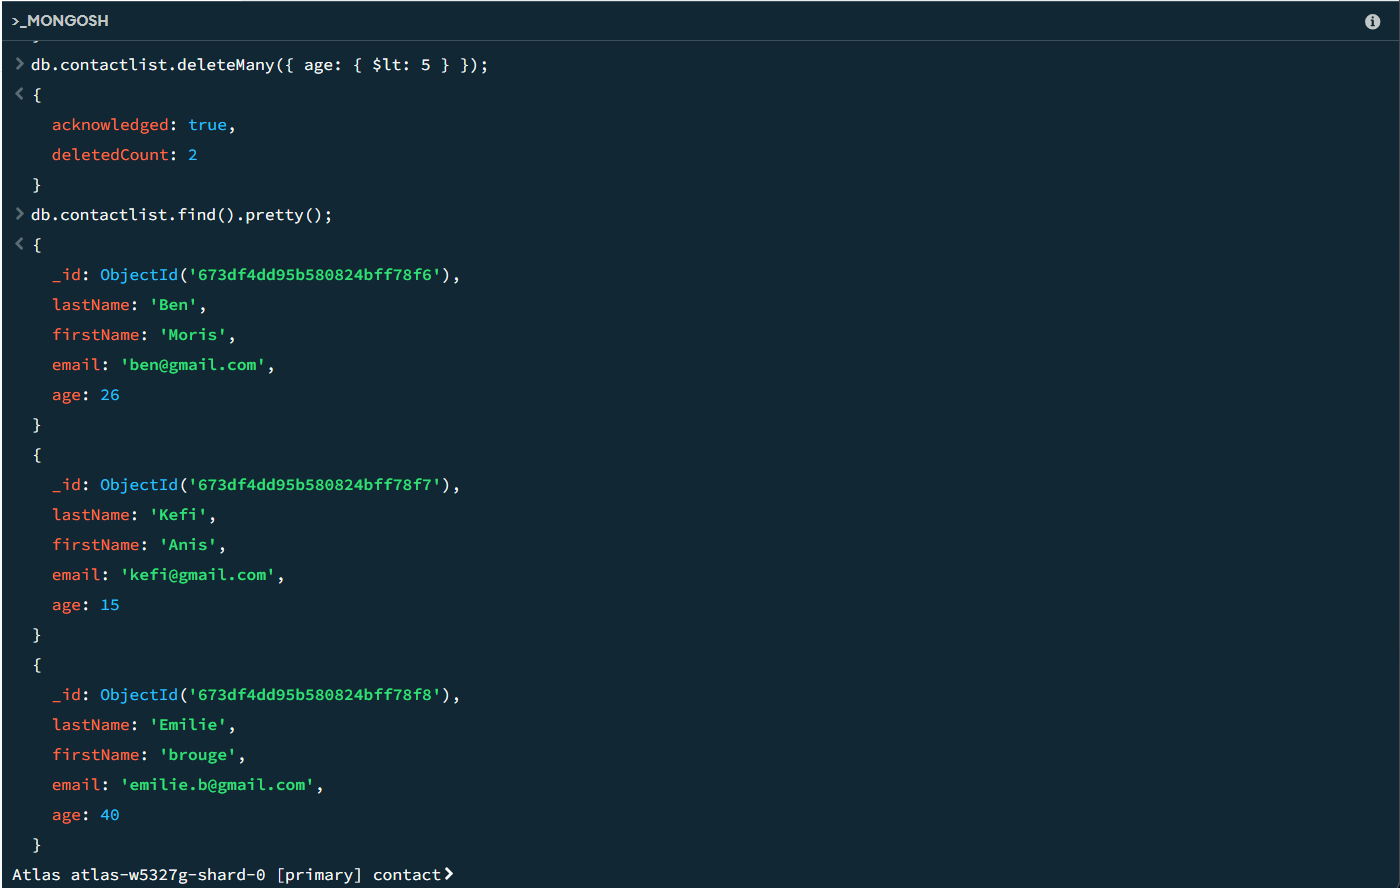 >_MONGOSH
> db.contactlist.deleteMany({ age: { $lt: 5 } });
< {
acknowledged: true,
deletedCount: 2
}
> db.contactlist.find().pretty();
< {
_id: ObjectId('673df4dd95b580824bff78f6'),
lastName: 'Ben',
firstName: 'Moris',
email: 'ben@gmail.com',
age: 26
}
{
_id: ObjectId('673df4dd95b580824bff78f7'),
lastName: 'Kefi',
firstName: 'Anis',
email: 'kefi@gmail.com',
age: 15
}
{
_id: ObjectId('673df4dd95b580824bff78f8'),
lastName: 'Emilie',
firstName: 'brouge',
email: 'emilie.b@gmail.com',
age: 40
}
Atlas atlas-w5327g-shard-0 [primary] contact>